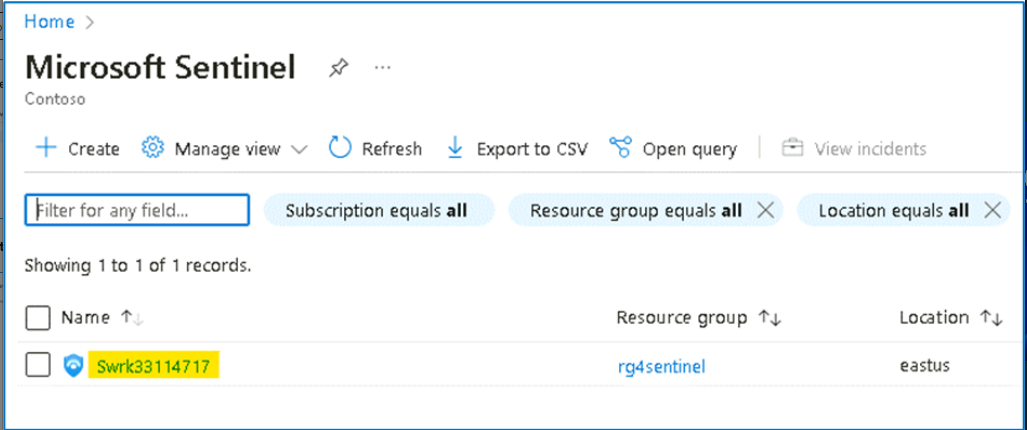 Home >
Microsoft Sentinel ...
Contoso
+ Create Manage view Refresh Export to CSV Open query View incidents
Filter for any field... Subscription equals all Resource group equals all × Location equals all ×
Showing 1 to 1 of 1 records.
Name ↑↓ Resource group ↑↓ Location ↑↓
Swrk33114717 rg4sentinel eastus